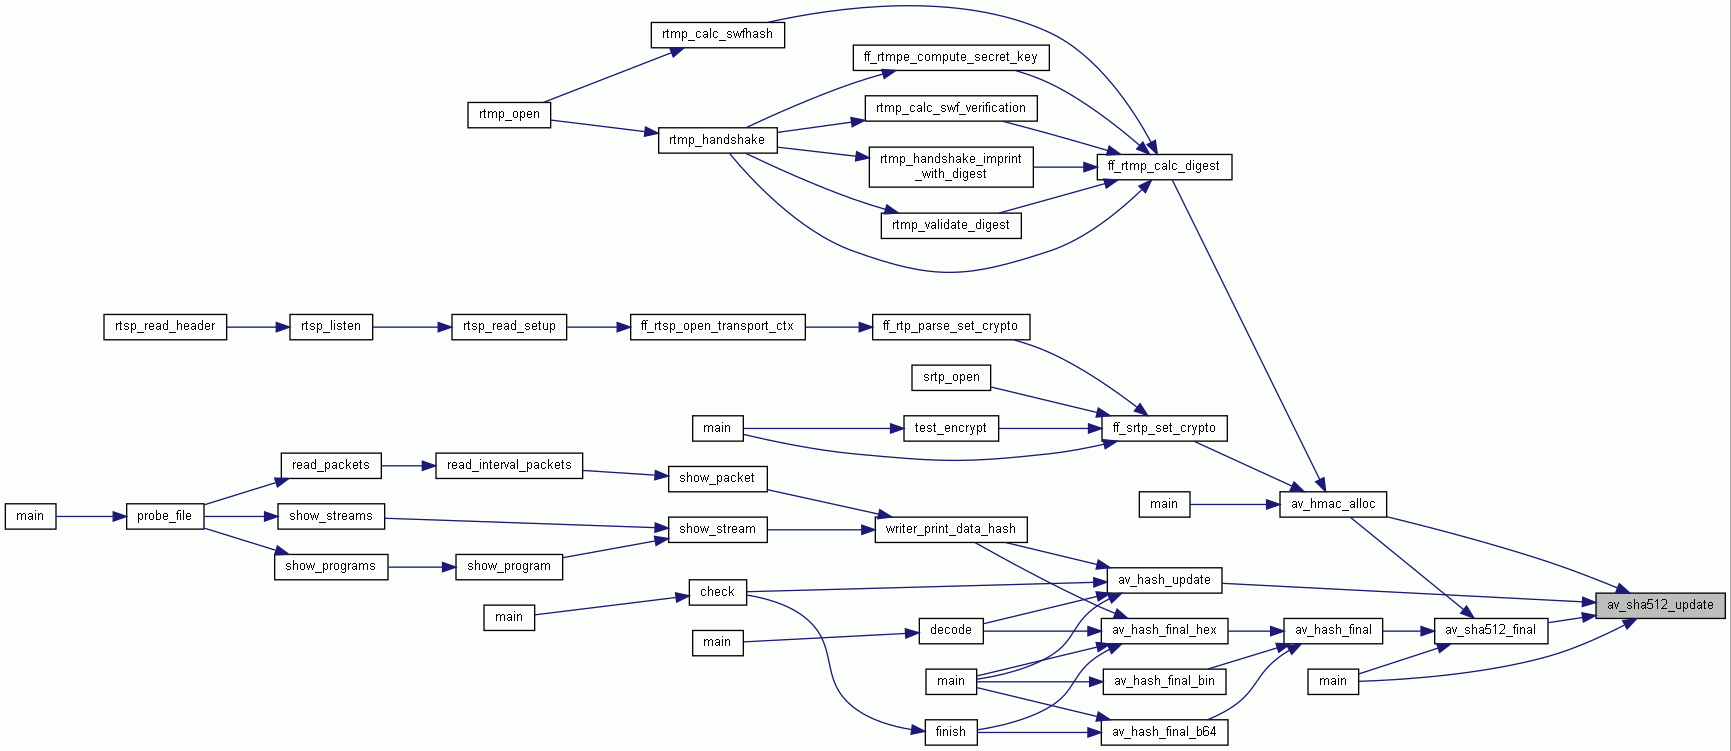 rtmp_calc_swfhash
ff_rtmpe_compute_secret_key
rtmp_open
rtmp_calc_swf_verification
rtmp_handshake
rtmp_handshake_imprint
_with_digest
ff_rtmp_calc_digest
rtmp_validate_digest
rtsp_read_header
rtsp_listen
rtsp_read_setup
ff_rtsp_open_transport_ctx
ff_rtp_parse_set_crypto
srtp_open
main
test_encrypt
ff_srtp_set_crypto
read_packets
read_interval_packets
show_packet
main
av_hmac_alloc
main
probe_file
show_streams
show_stream
writer_print_data_hash
show_programs
show_program
av_hash_update
check
av_sha512_update
main
decode
av_hash_final_hex
av_hash_final
av_sha512_final
main
main
av_hash_final_bin
main
finish
av_hash_final_b64